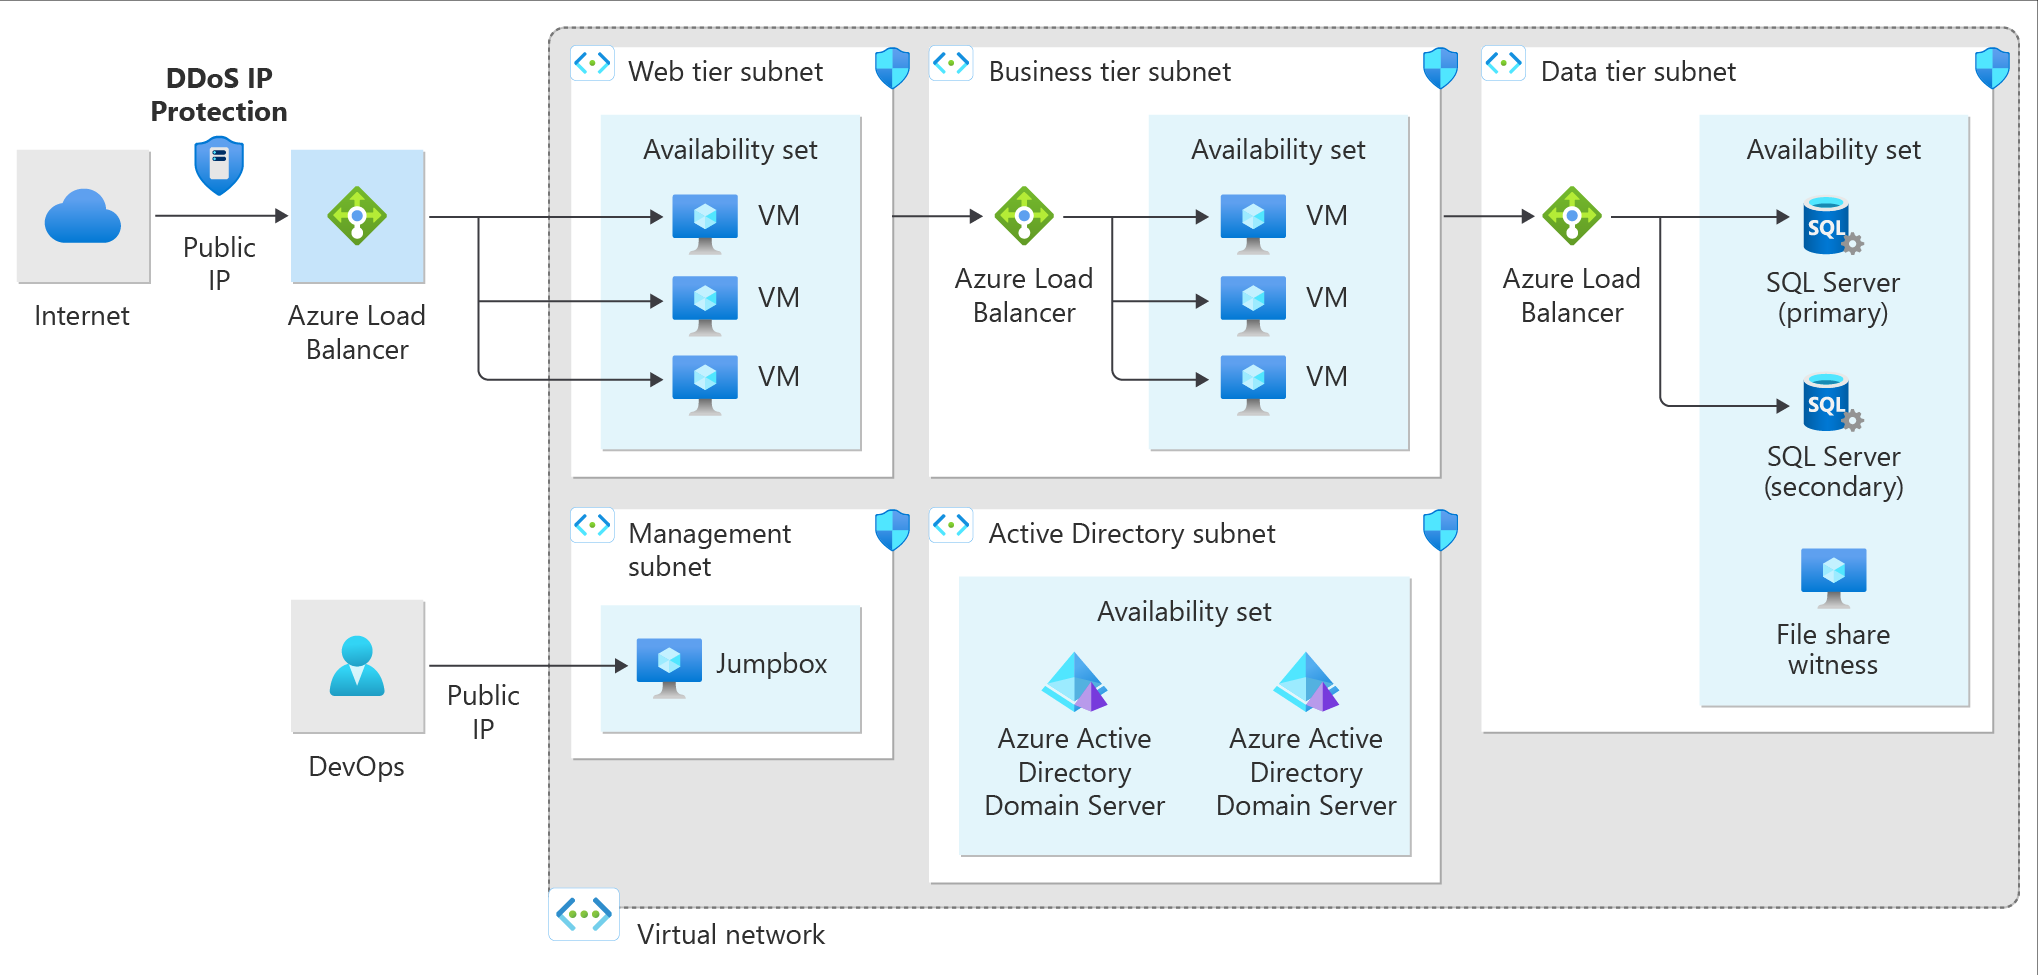 DDoS IP
Protection
Internet
Public
IP
Azure Load
Balancer
Web tier subnet
Availability set
VM
VM
VM
Business tier subnet
Azure Load
Balancer
Availability set
VM
VM
VM
Data tier subnet
Azure Load
Balancer
Availability set
SQL
SQL Server
(primary)
SQL
SQL Server
(secondary)
File share
witness
DevOps
Public
IP
Management
subnet
Jumpbox
Active Directory subnet
Availability set
Azure Active
Directory
Domain Server
Azure Active
Directory
Domain Server
Virtual network